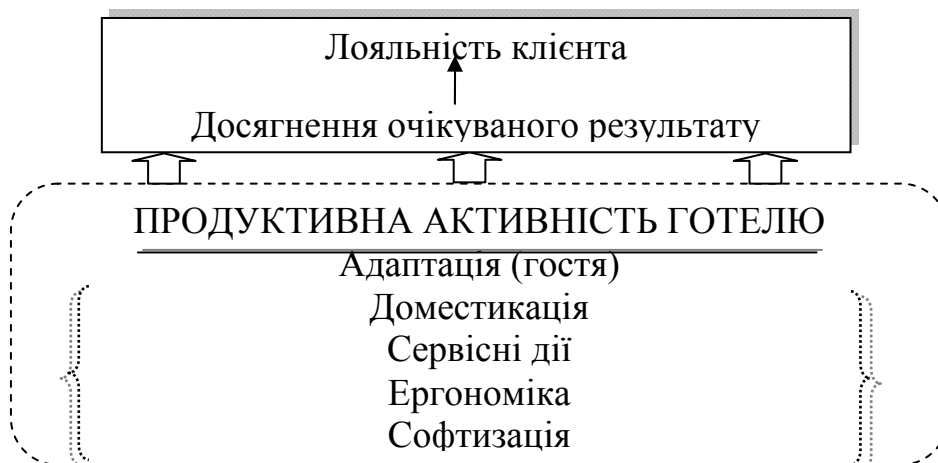 Лояльність клієнта
Досягнення очікуваного результату
ПРОДУКТИВНА АКТИВНІСТЬ ГОТЕЛЮ
Адаптація (гостя)
Доместикація
Сервісні дії
Ергономіка
Софтизація